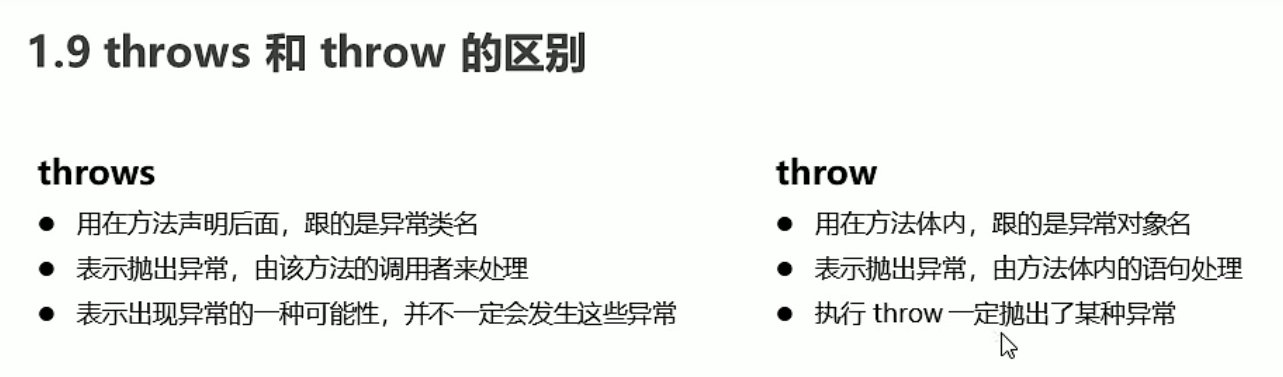 1.9 throws 和 throw 的区别
throws
● 用在方法声明后面，跟的是异常类名
● 表示抛出异常，由该方法的调用者来处理
● 表示出现异常的一种可能性，并不一定会发生这些异常
throw
● 用在方法体内，跟的是异常对象名
● 表示抛出异常，由方法体内的语句处理
● 执行 throw 一定抛出了某种异常